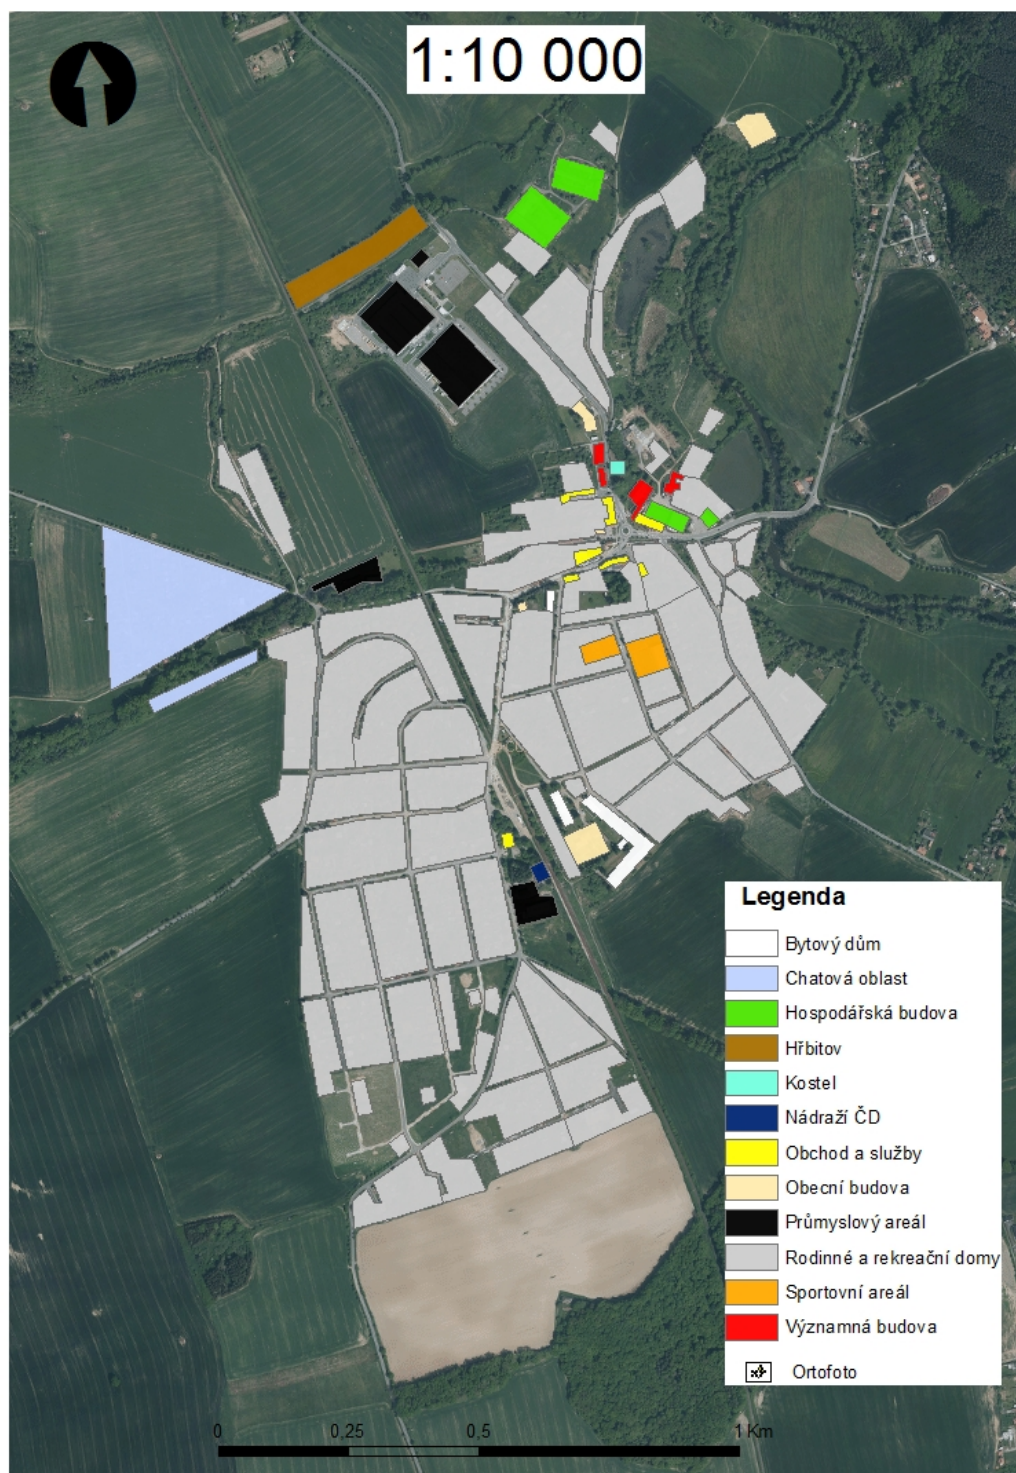 1:10 000
Legenda
Bytový dům
Chatová oblast
Hospodářská budova
Hřbitov
Kostel
Nádraží ČD
Obchod a služby
Obecní budova
Průmyslový areál
Rodinné a rekreační domy
Sportovní areál
Významná budova
Ortofoto
0 0,25 0,5 1 Km